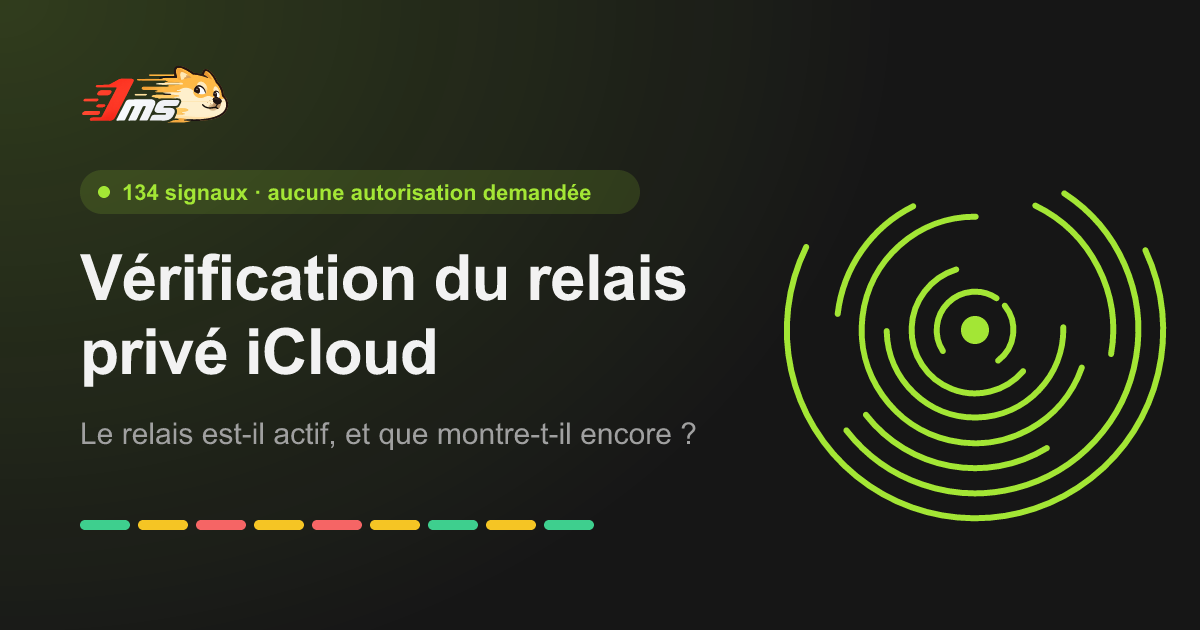 1ms
134 signaux · aucune autorisation demandée
Vérification du relais
privé iCloud
Le relais est-il actif, et que montre-t-il encore ?